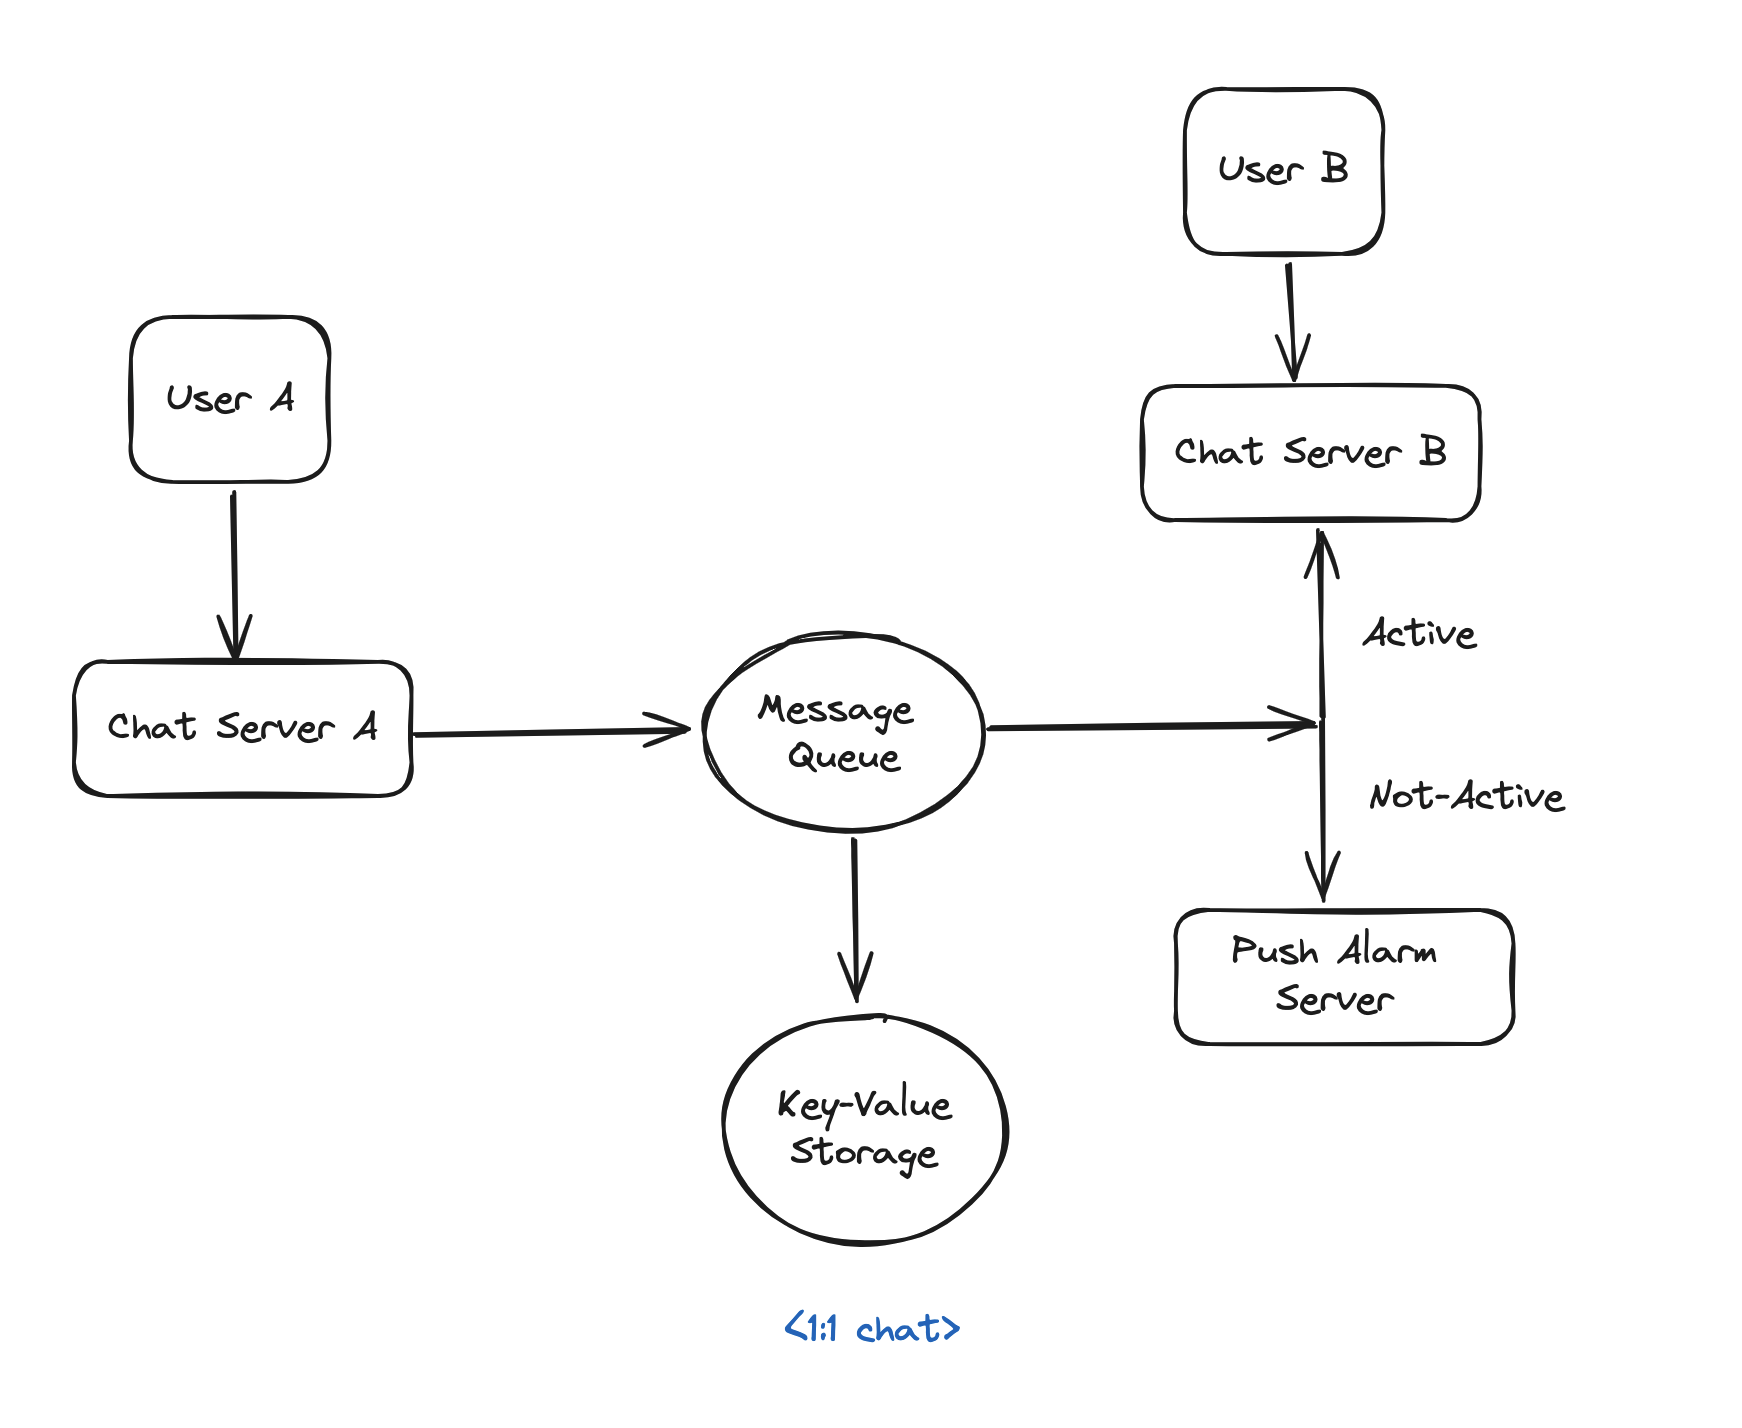 User B
User A
Chat Server B
Active
Chat Server A
Message
Queue
Not-Active
Push Alarm
Server
Key-Value
Storage
<1:1 chat>